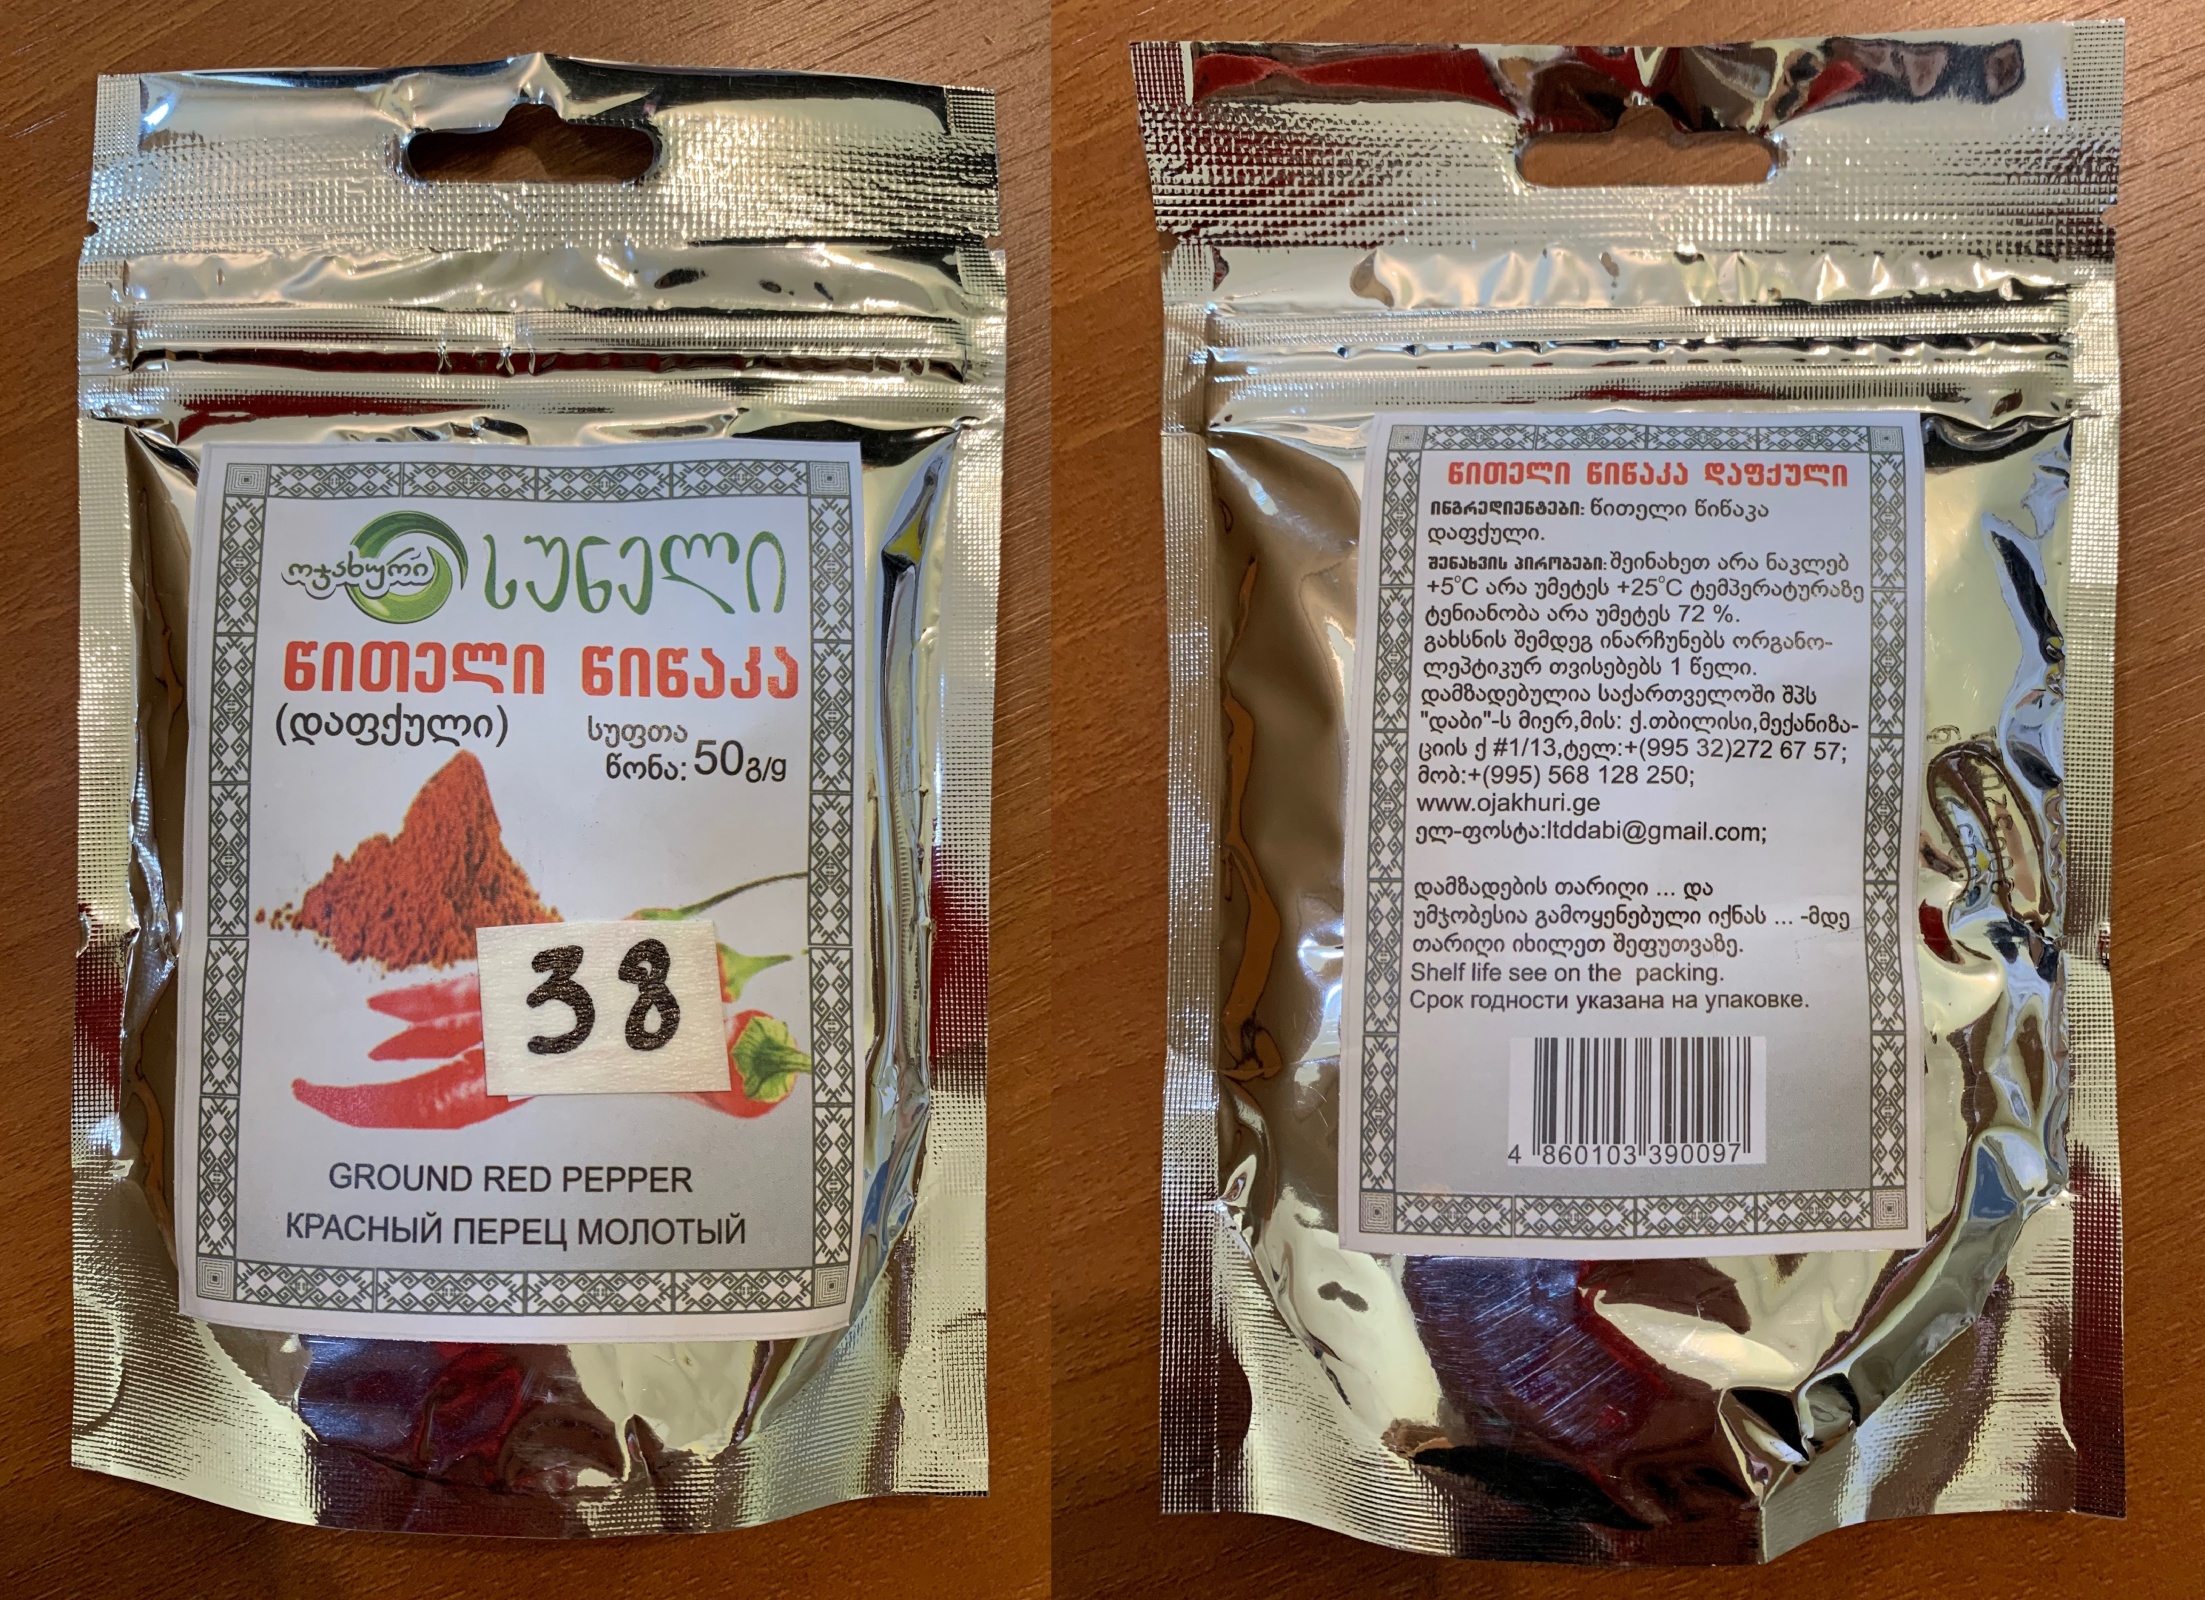 ოჯახური სუნელი
წითელი წიწაკა
(დაფქული)
სუფთა
წონა: 50გ/g
38
GROUND RED PEPPER
КРАСНЫЙ ПЕРЕЦ МОЛОТЫЙ
წითელი წიწაკა დაფქული
ინგრედიენტები: წითელი წიწაკა
დაფქული.
შენახვის პირობები: შეინახეთ არა ნაკლებ
+5°C არა უმეტეს +25°C ტემპერატურაზე
ტენიანობა არა უმეტეს 72 %.
გახსნის შემდეგ ინარჩუნებს ორგანო-
ლეპტიკურ თვისებებს 1 წელი.
დამზადებულია საქართველოში შპს
"დაბი"-ს მიერ,მის: ქ.თბილისი,მექანიზა-
ციის ქ #1/13,ტელ:+(995 32)272 67 57;
მობ:+(995) 568 128 250;
www.ojakhuri.ge
ელ-ფოსტა:ltddabi@gmail.com;
დამზადების თარიღი ... და
უმჯობესია გამოყენებული იქნას ... -მდე
თარიღი იხილეთ შეფუთვაზე.
Shelf life see on the packing.
Срок годности указана на упаковке.
4 860103 390097